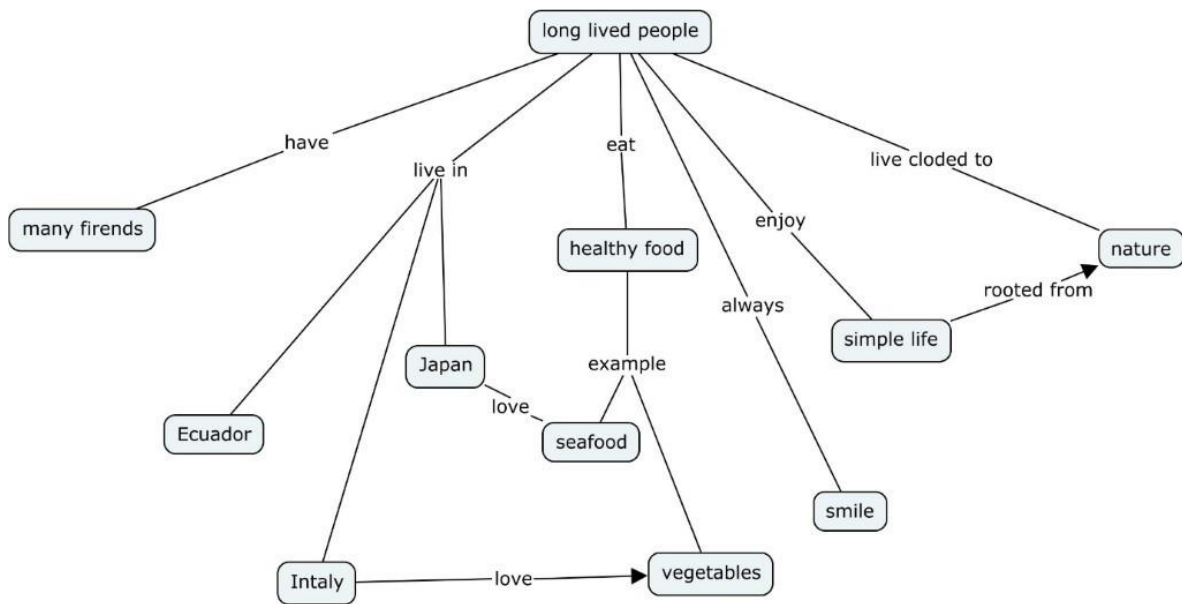 long lived people
have
eat
live in
live cloded to
many firends
enjoy
healthy food
nature
rooted from
always
simple life
Japan
example
love
Ecuador
seafood
smile
Intaly
love
vegetables